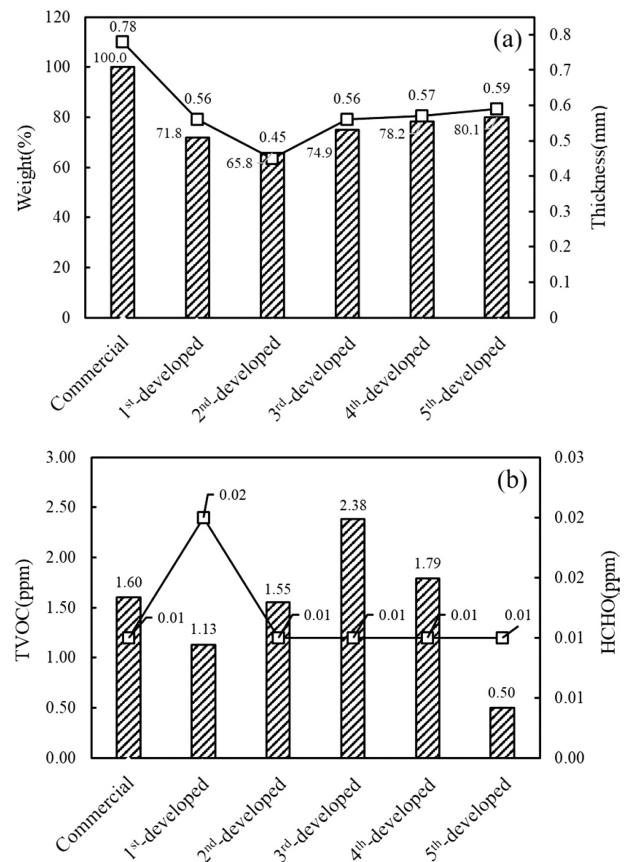 (a)
Weight(%)
Thickness(mm)
120
100
80
60
40
20
0
0.8
0.7
0.6
0.5
0.4
0.3
0.2
0.1
0
0.78
0.56
0.45
0.56
0.57
0.59
100.0
71.8
65.8
74.9
78.2
80.1
Commercial
1st-developed
2nd-developed
3rd-developed
4th-developed
5th-developed
(b)
TVOC(ppm)
HCHO(ppm)
3.00
2.50
2.00
1.50
1.00
0.50
0.00
0.03
0.02
0.02
0.01
0.01
0.00
0.01
0.02
0.01
0.01
0.01
0.01
1.60
1.13
1.55
2.38
1.79
0.50
Commercial
1st-developed
2nd-developed
3rd-developed
4th-developed
5th-developed